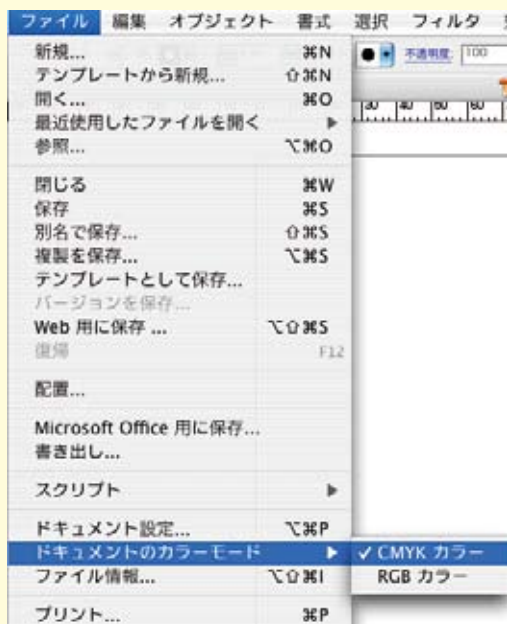 ファイル 編集 オブジェクト 書式 選択 フィルタ
新規... ⌘N
テンプレートから新規... ⇧⌘N
開く... ⌘O
最近使用したファイルを開く ▶
参照... ⌥⌘O
閉じる ⌘W
保存 ⌘S
別名で保存... ⇧⌘S
複製を保存... ⌥⌘S
テンプレートとして保存...
バージョンを保存...
Web 用に保存 ... ⌥⇧⌘S
復帰 F12
配置...
Microsoft Office 用に保存...
書き出し...
スクリプト ▶
ドキュメント設定... ⌥⌘P
ドキュメントのカラーモード ▶ ✓ CMYK カラー
ファイル情報... ⌥⇧⌘I RGB カラー
プリント... ⌘P
不透明度: 100